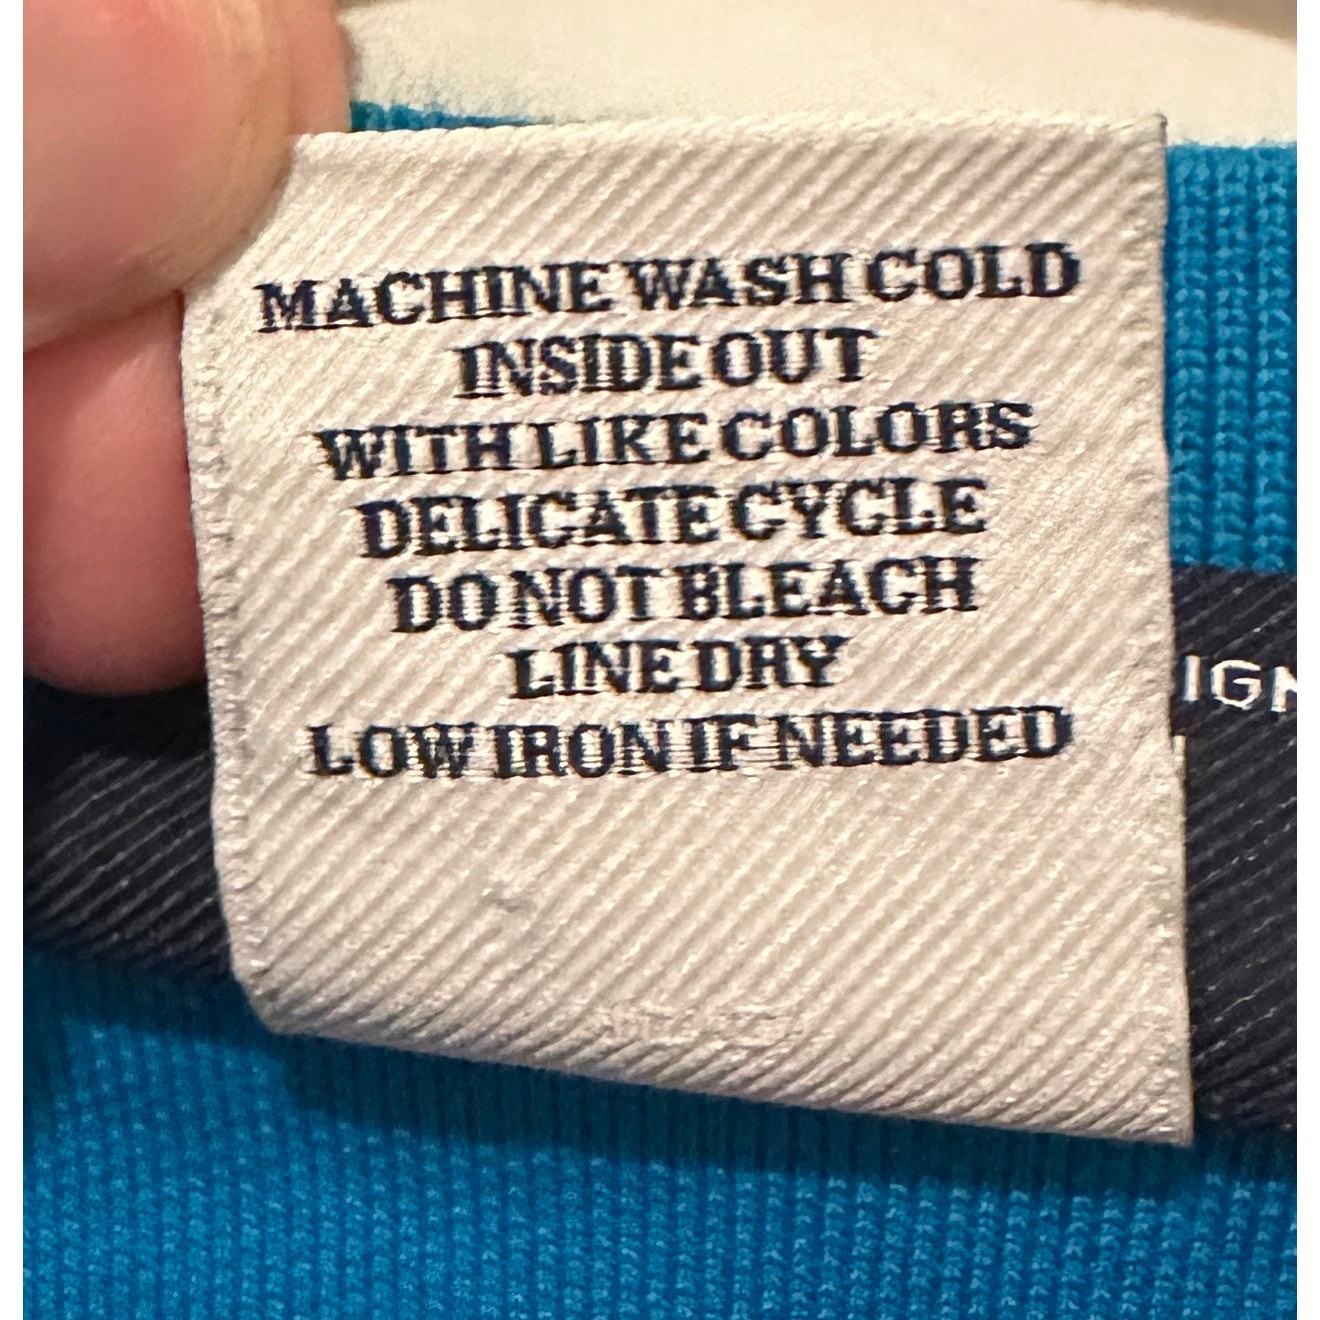 MACHINE WASH COLD
INSIDE OUT
WITH LIKE COLORS
DELICATE CYCLE
DO NOT BLEACH
LINE DRY
LOW IRON IF NEEDED
IGN